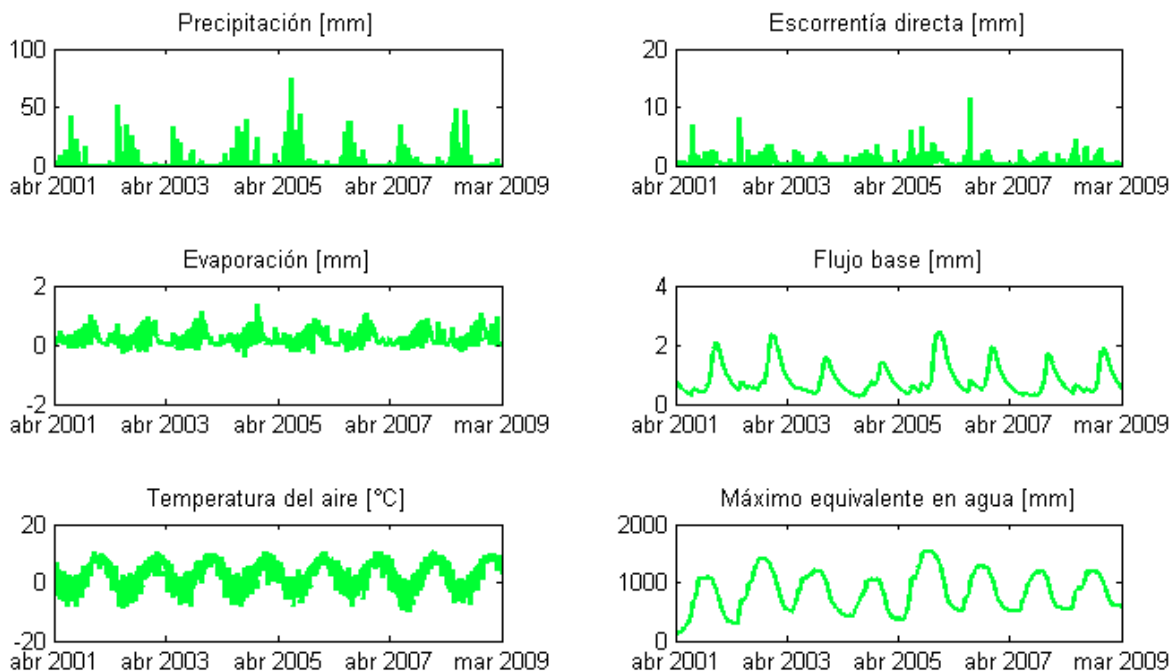 Precipitación [mm]
100
50
0
abr 2001 abr 2003 abr 2005 abr 2007 mar 2009
Escorrentía directa [mm]
20
10
0
abr 2001 abr 2003 abr 2005 abr 2007 mar 2009
Evaporación [mm]
2
0
-2
abr 2001 abr 2003 abr 2005 abr 2007 mar 2009
Flujo base [mm]
4
2
0
abr 2001 abr 2003 abr 2005 abr 2007 mar 2009
Temperatura del aire [°C]
20
0
-20
abr 2001 abr 2003 abr 2005 abr 2007 mar 2009
Máximo equivalente en agua [mm]
2000
1000
0
abr 2001 abr 2003 abr 2005 abr 2007 mar 2009